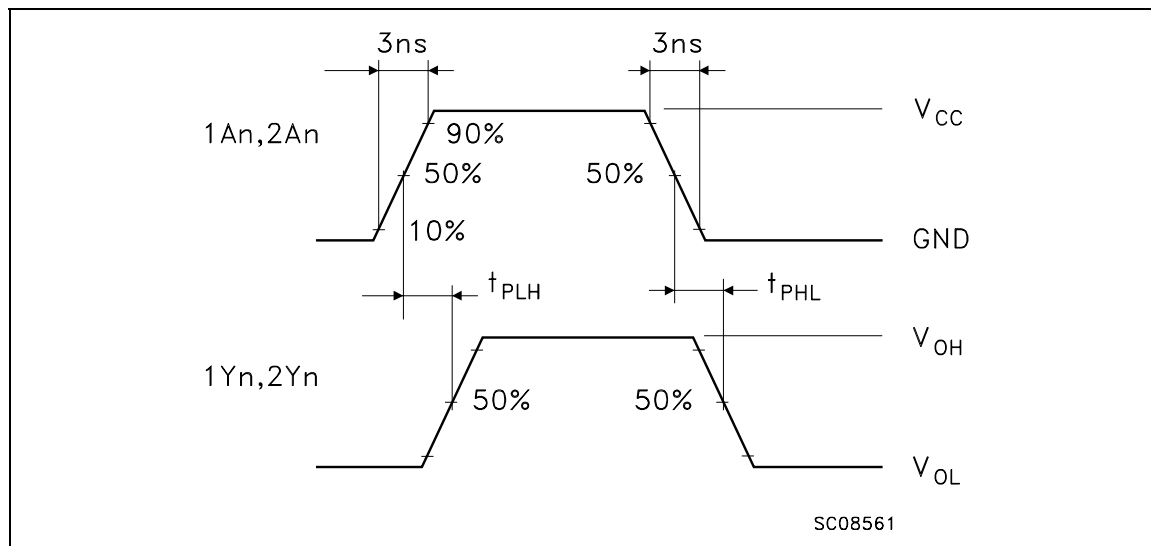 3ns 3ns
V_CC
1An,2An
90%
50% 50%
10%
GND
t_PLH t_PHL
V_OH
1Yn,2Yn
50% 50%
V_OL
SC08561